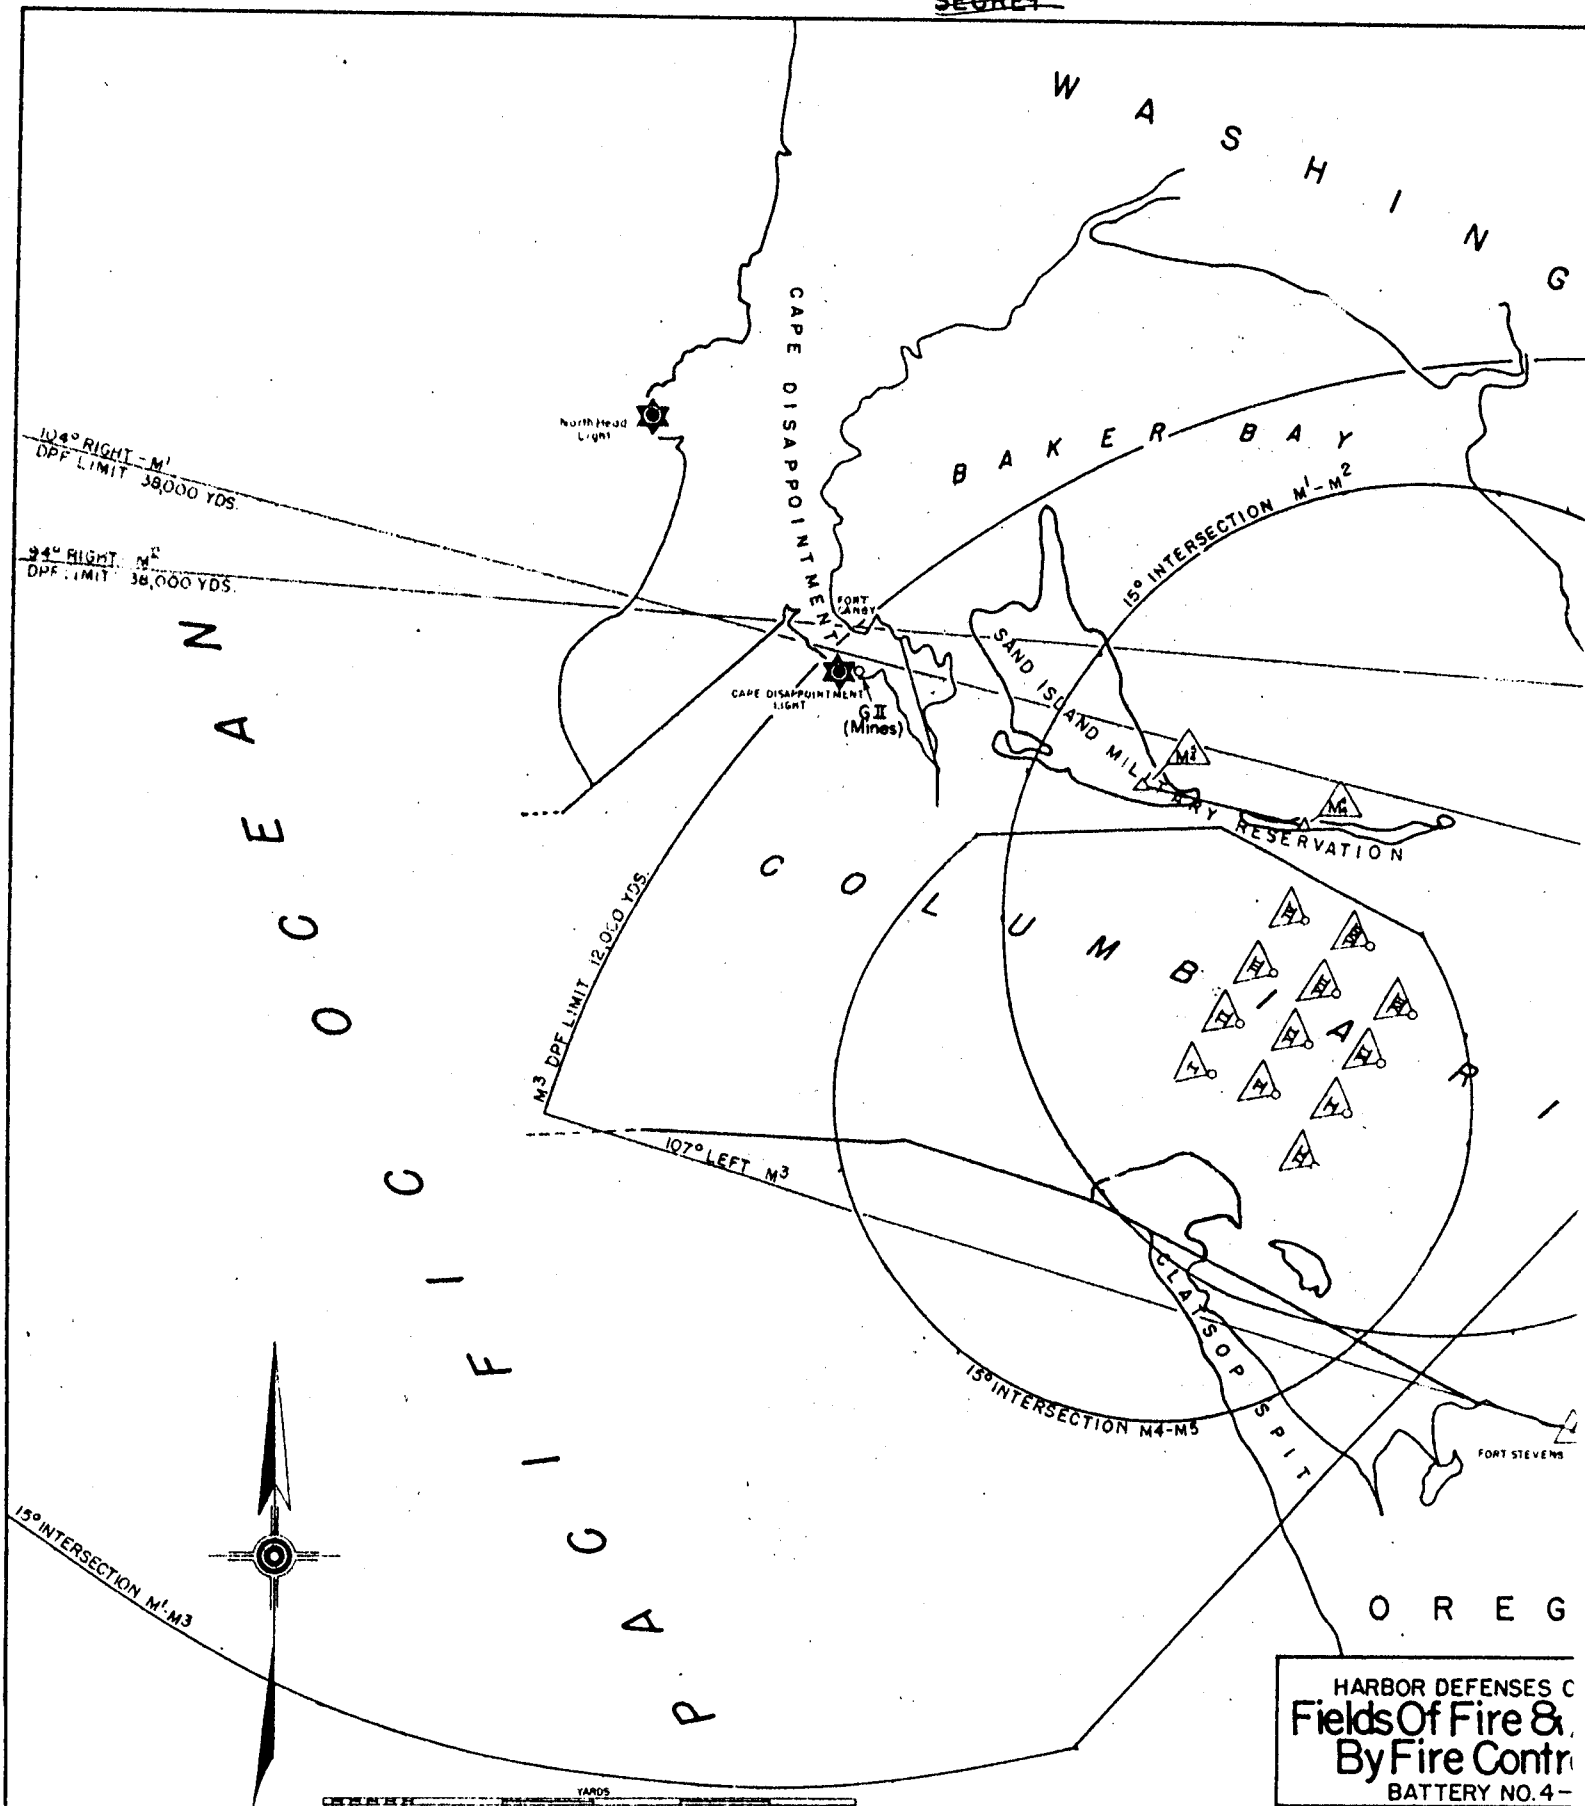 SECRET
WASHING
CAPE DISAPPOINTMENT
North Head
Light
104° RIGHT - M¹
DPF LIMIT 38,000 YDS.
94° RIGHT M²
DPF LIMIT 38,000 YDS.
BAKER BAY
15° INTERSECTION M¹-M²
FORT
CANBY
SAND ISLAND MILITARY RESERVATION
CAPE DISAPPOINTMENT
LIGHT
G II
(Mines)
COLUMBIA RI
M³ DPF LIMIT 12,000 YDS.
107° LEFT M³
PACIFIC OCEAN
CLATSOP SPIT
15° INTERSECTION M4-M5
FORT STEVENS
15° INTERSECTION M¹-M3
OREG
HARBOR DEFENSES
Fields Of Fire &
By Fire Contr
BATTERY NO. 4-
YARDS